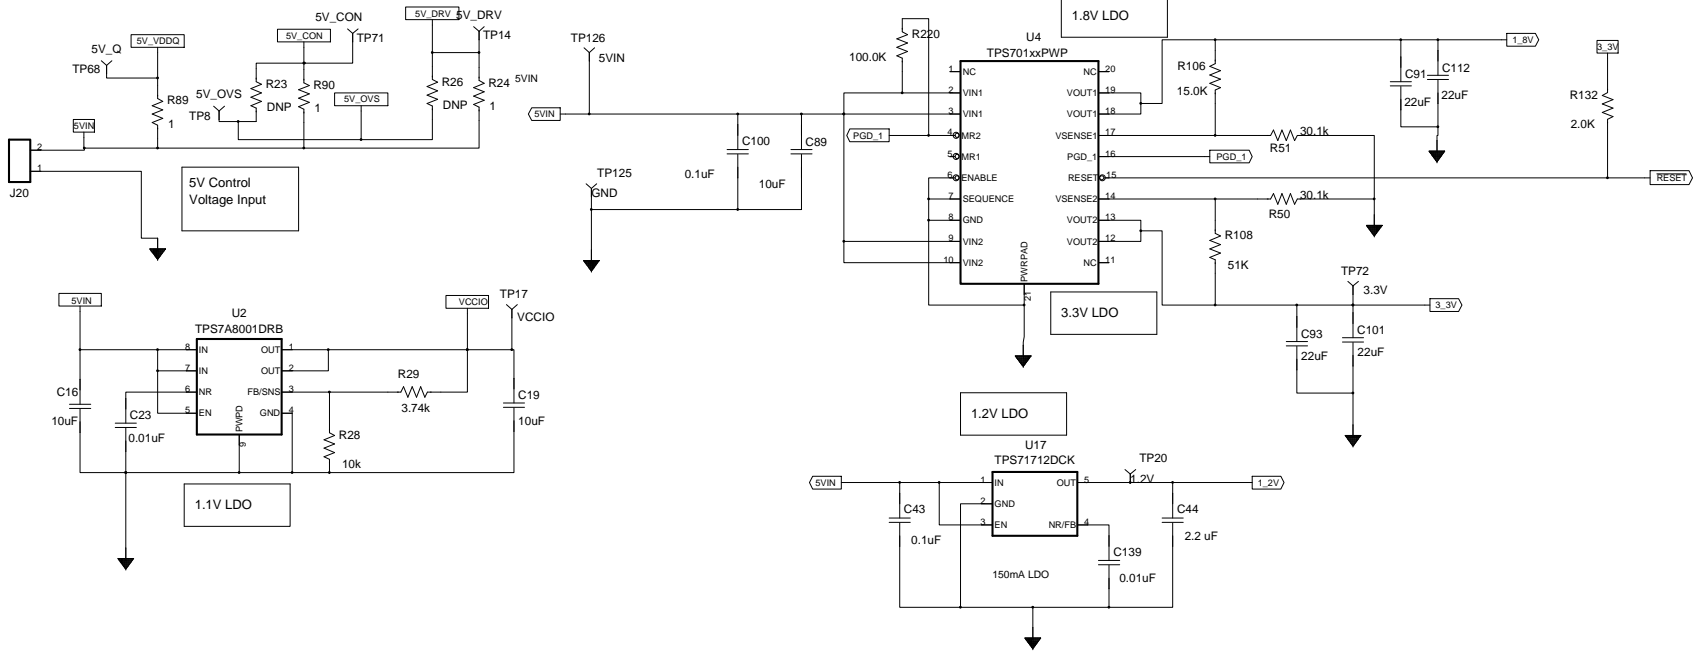 5V_Q
TP68
5V_VDDQ
R89
1
5V_OVS
TP8
R23
DNP
5V_CON
5V_CON
TP71
R90
1
5V_OVS
5V_DRV
5V_DRV
TP14
R26
DNP
R24
1
5VIN
5VIN
2
1
J20
5V Control
Voltage Input
5VIN
TP126
5VIN
TP125
GND
C100
0.1uF
C89
10uF
R220
100.0K
PGD_1
U4
TPS701xxPWP
1.8V LDO
1
NC
2
VIN1
3
VIN1
4
MR2
5
MR1
6
ENABLE
7
SEQUENCE
8
GND
9
VIN2
10
VIN2
NC
20
VOUT1
19
VOUT1
18
VSENSE1
17
PGD_1
16
RESET
15
VSENSE2
14
VOUT2
13
VOUT2
12
NC
11
PWRPAD
21
R106
15.0K
30.1k
R51
PGD_1
30.1k
R50
R108
51K
C91
22uF
C112
22uF
1_8V
3_3V
R132
2.0K
RESET
TP72
3.3V
3_3V
C93
22uF
C101
22uF
3.3V LDO
5VIN
U2
TPS7A8001DRB
8
IN
7
IN
6
NR
5
EN
OUT
1
OUT
2
FB/SNS
3
GND
4
PWPD
9
C16
10uF
C23
0.01uF
R28
10k
R29
3.74k
VCCIO
TP17
VCCIO
C19
10uF
1.1V LDO
1.2V LDO
U17
TPS71712DCK
5VIN
1
IN
2
GND
3
EN
OUT
5
NR/FB
4
150mA LDO
C43
0.1uF
TP20
1.2V
1_2V
C44
2.2 uF
C139
0.01uF